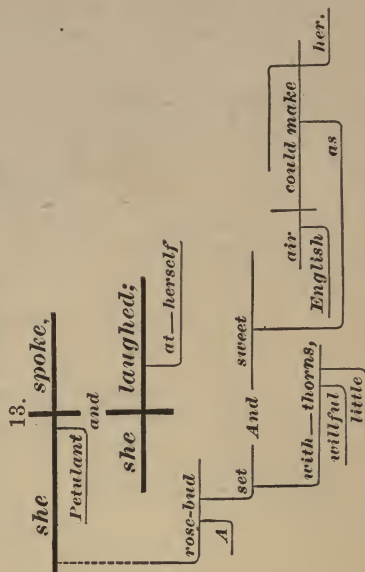 13.
she spoke,
Petulant
and
she laughed;
at—herself
rose-bud
A
set And sweet
with—thorns,
willful
little
as
air could make her.
English